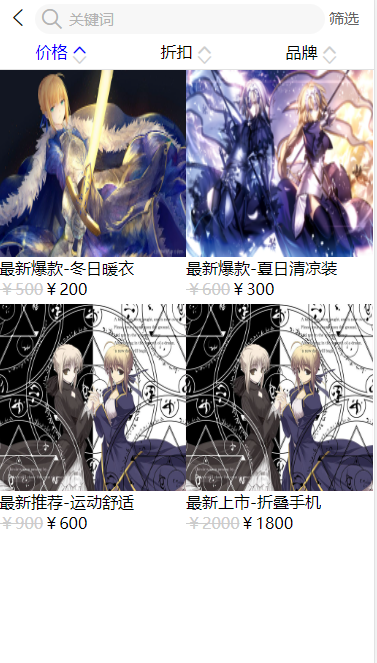 关键词
筛选
价格 折扣 品牌
最新爆款-冬日暖衣 最新爆款-夏日清凉装
￥500￥200 ￥600￥300
最新推荐-运动舒适 最新上市-折叠手机
￥900￥600 ￥2000￥1800